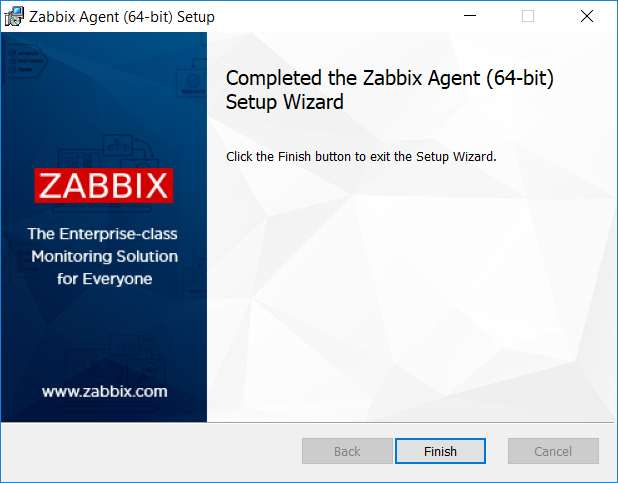 Zabbix Agent (64-bit) Setup
Completed the Zabbix Agent (64-bit)
Setup Wizard
Click the Finish button to exit the Setup Wizard.
ZABBIX
The Enterprise-class
Monitoring Solution
for Everyone
www.zabbix.com
Back
Finish
Cancel